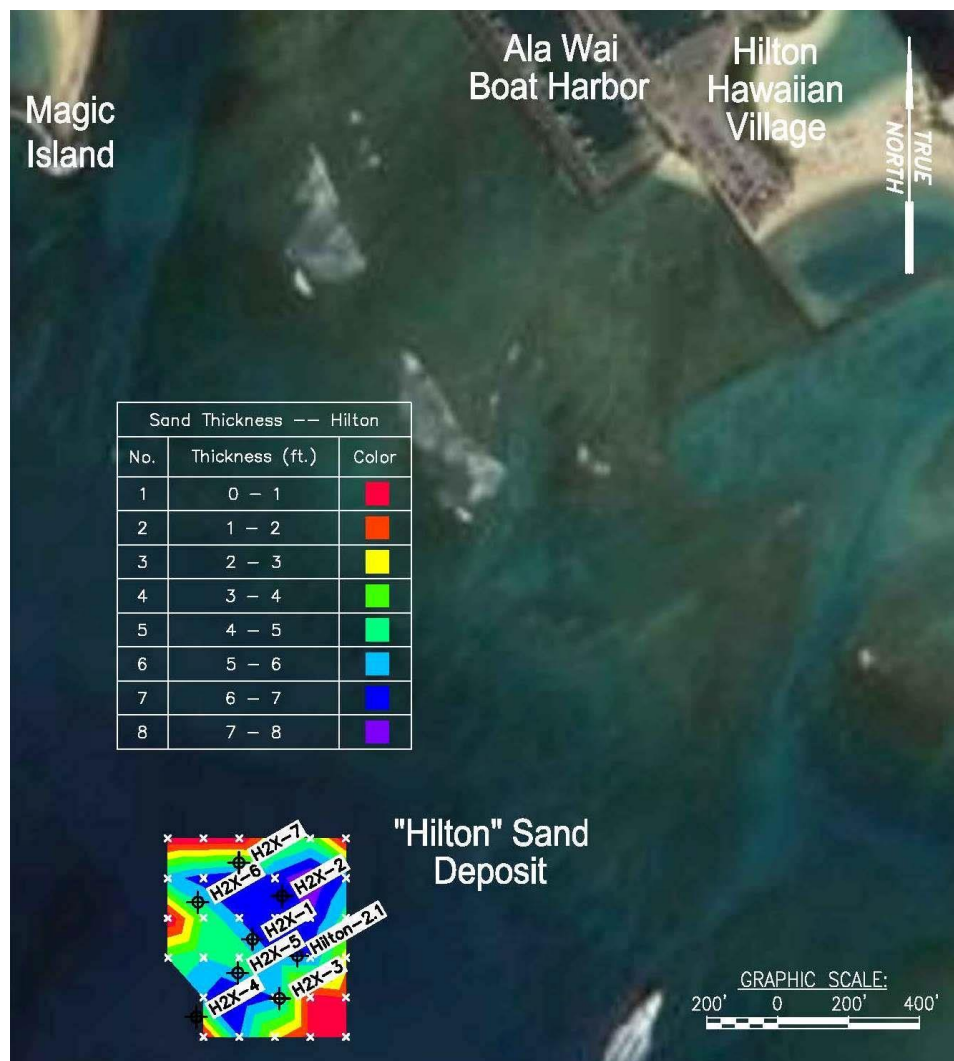 Magic
Island
Ala Wai
Boat Harbor
Hilton
Hawaiian
Village
TRUE
NORTH
Sand Thickness –– Hilton
No. Thickness (ft.) Color
1 0 – 1
2 1 – 2
3 2 – 3
4 3 – 4
5 4 – 5
6 5 – 6
7 6 – 7
8 7 – 8
"Hilton" Sand
Deposit
H2X-7
H2X-6
H2X-2
H2X-1
Hilton-2.1
H2X-5
H2X-3
H2X-4
GRAPHIC SCALE:
200' 0 200' 400'